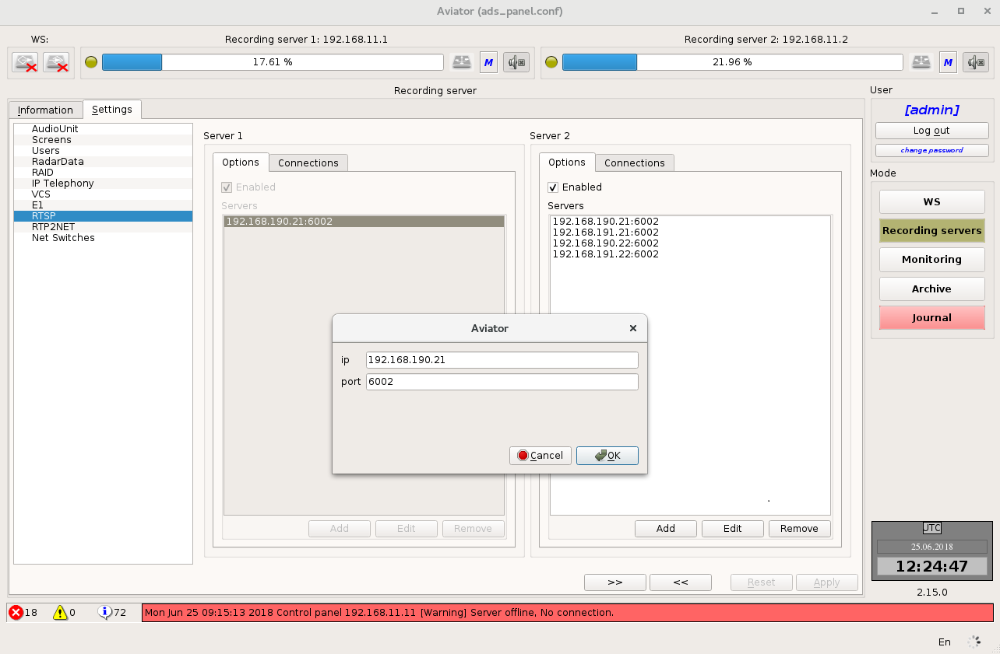 Aviator (ads_panel.conf)
WS:
Recording server 1: 192.168.11.1
Recording server 2: 192.168.11.2
17.61 %
M
21.96 %
M
Recording server
User
Information
Settings
[admin]
Log out
change password
AudioUnit
Screens
Users
RadarData
RAID
IP Telephony
VCS
E1
RTSP
RTP2NET
Net Switches
Server 1
Options
Connections
Enabled
Servers
192.168.190.21:6002
Add
Edit
Remove
Server 2
Options
Connections
Enabled
Servers
192.168.190.21:6002
192.168.191.21:6002
192.168.190.22:6002
192.168.191.22:6002
Add
Edit
Remove
Aviator
ip
192.168.190.21
port
6002
Cancel
OK
Mode
WS
Recording servers
Monitoring
Archive
Journal
UTC
25.06.2018
12:24:47
2.15.0
>>
<<
Reset
Apply
18
0
72
Mon Jun 25 09:15:13 2018 Control panel 192.168.11.11 [Warning] Server offline, No connection.
En